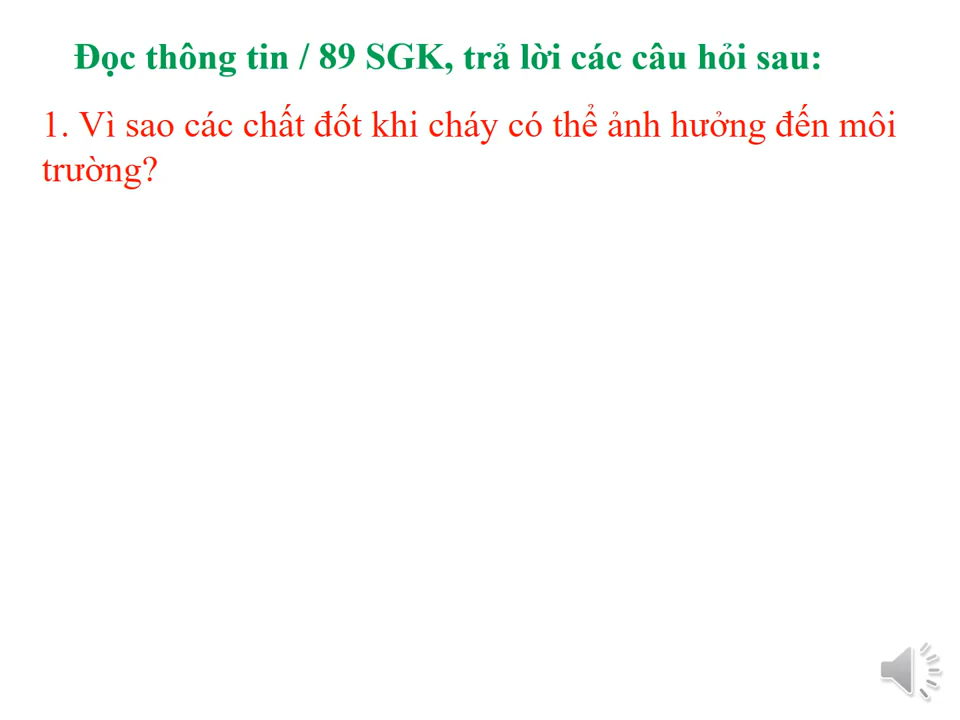 Đọc thông tin / 89 SGK, trả lời các câu hỏi sau:
1. Vì sao các chất đốt khi cháy có thể ảnh hưởng đến môi
trường?